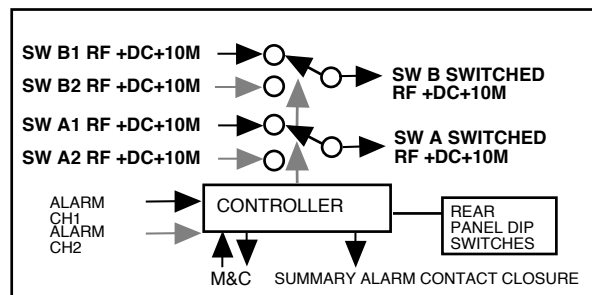 SW B1 RF +DC+10M
SW B2 RF +DC+10M
SW B SWITCHED
RF +DC+10M
SW A1 RF +DC+10M
SW A2 RF +DC+10M
SW A SWITCHED
RF +DC+10M
ALARM
CH1
ALARM
CH2
CONTROLLER
REAR
PANEL DIP
SWITCHES
M&C
SUMMARY ALARM CONTACT CLOSURE